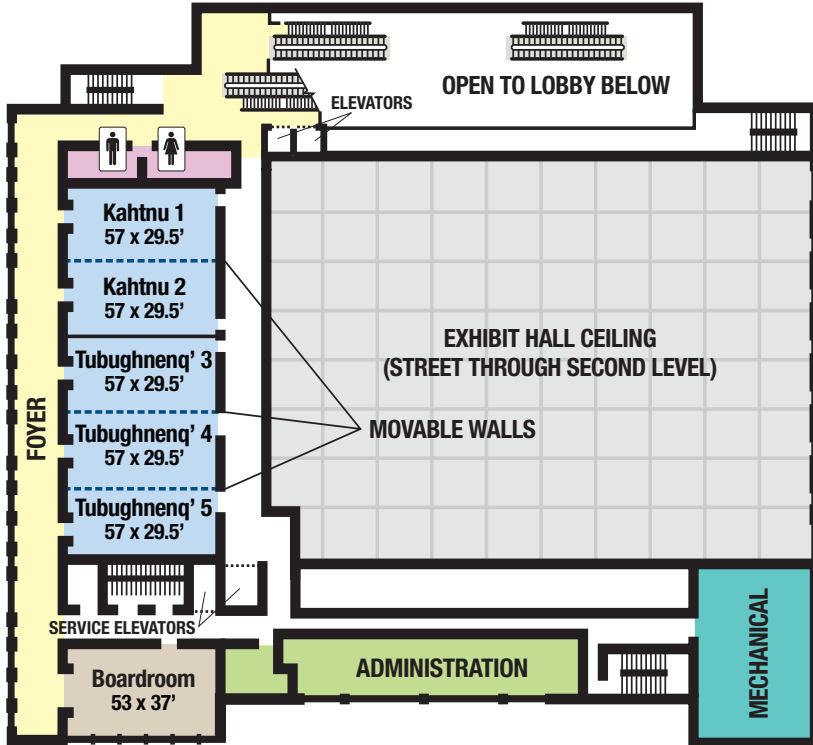 OPEN TO LOBBY BELOW
ELEVATORS
Kahtnu 1
57 x 29.5'
Kahtnu 2
57 x 29.5'
Tubughnenq' 3
57 x 29.5'
Tubughnenq' 4
57 x 29.5'
Tubughnenq' 5
57 x 29.5'
FOYER
EXHIBIT HALL CEILING
(STREET THROUGH SECOND LEVEL)
MOVABLE WALLS
SERVICE ELEVATORS
Boardroom
53 x 37'
ADMINISTRATION
MECHANICAL